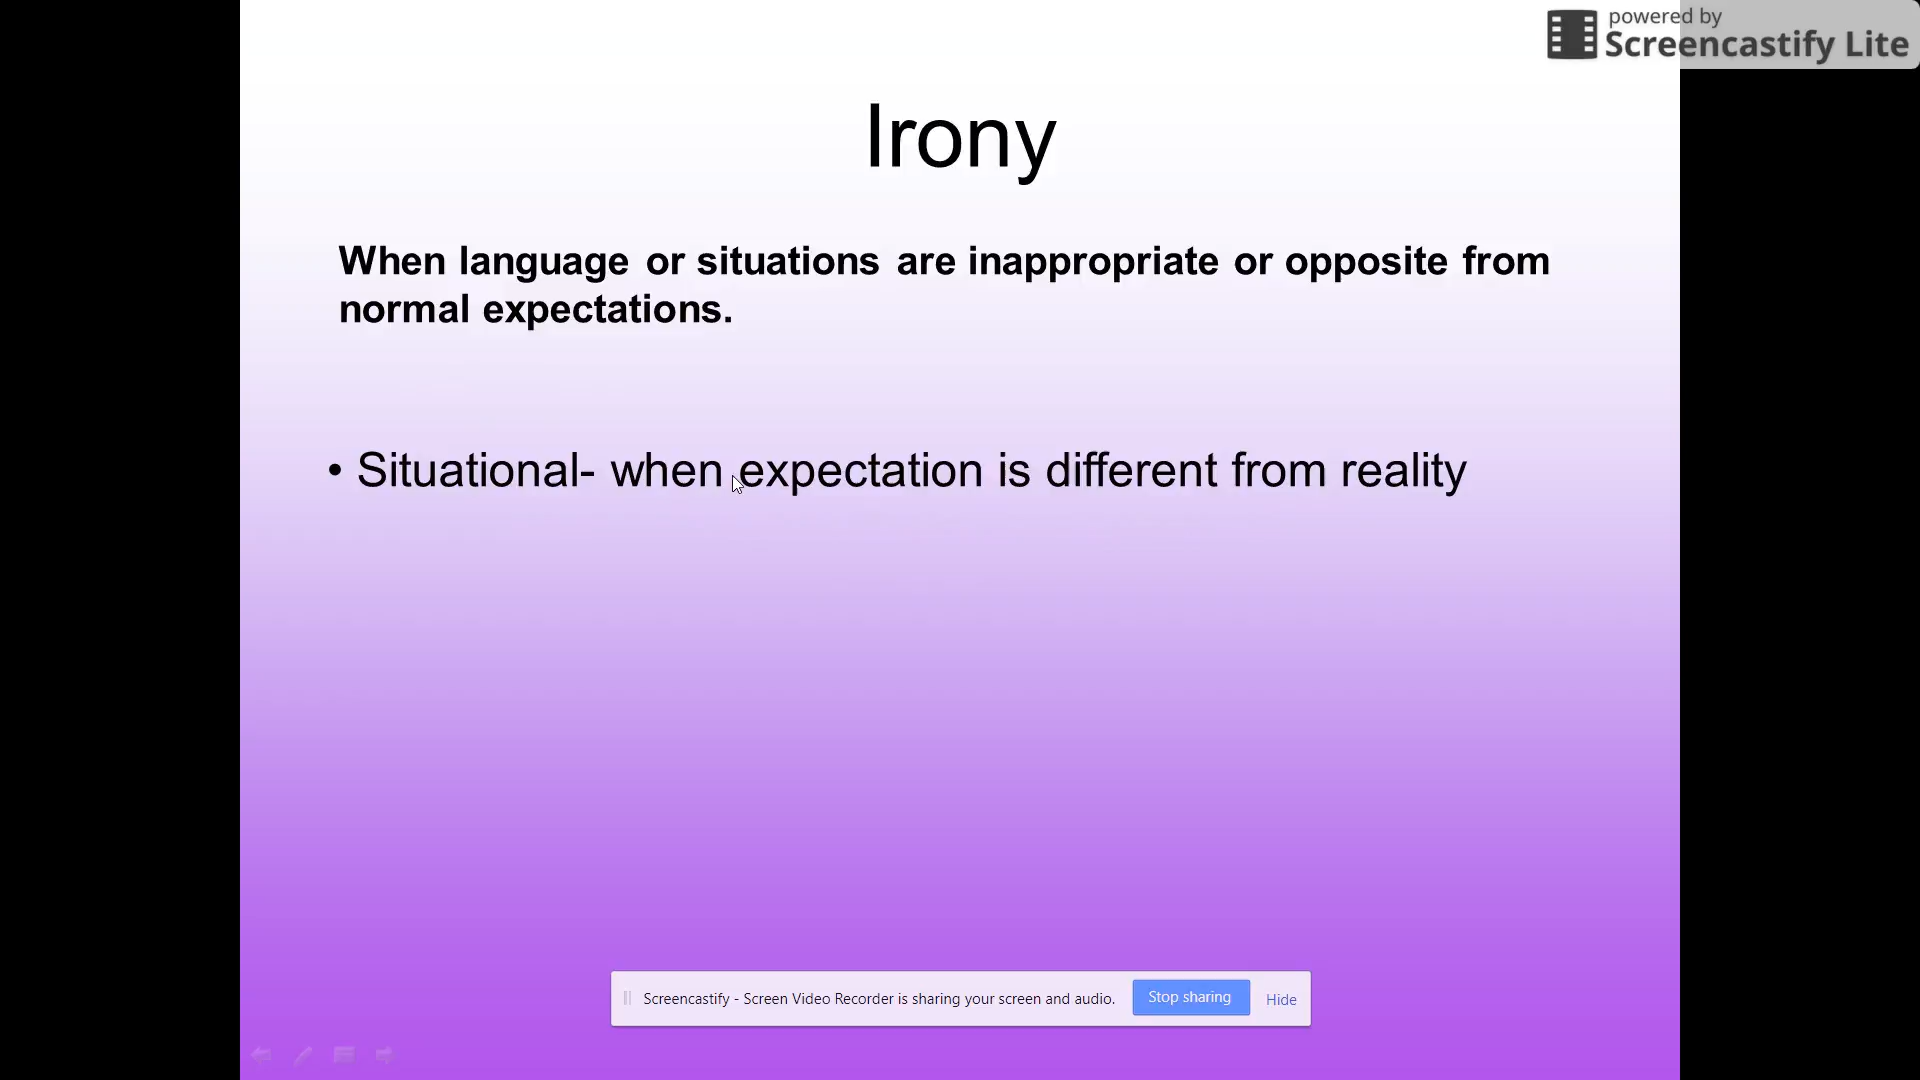 powered by
Screencastify Lite
Irony
When language or situations are inappropriate or opposite from
normal expectations.
• Situational- when expectation is different from reality
Screencastify - Screen Video Recorder is sharing your screen and audio. Stop sharing Hide